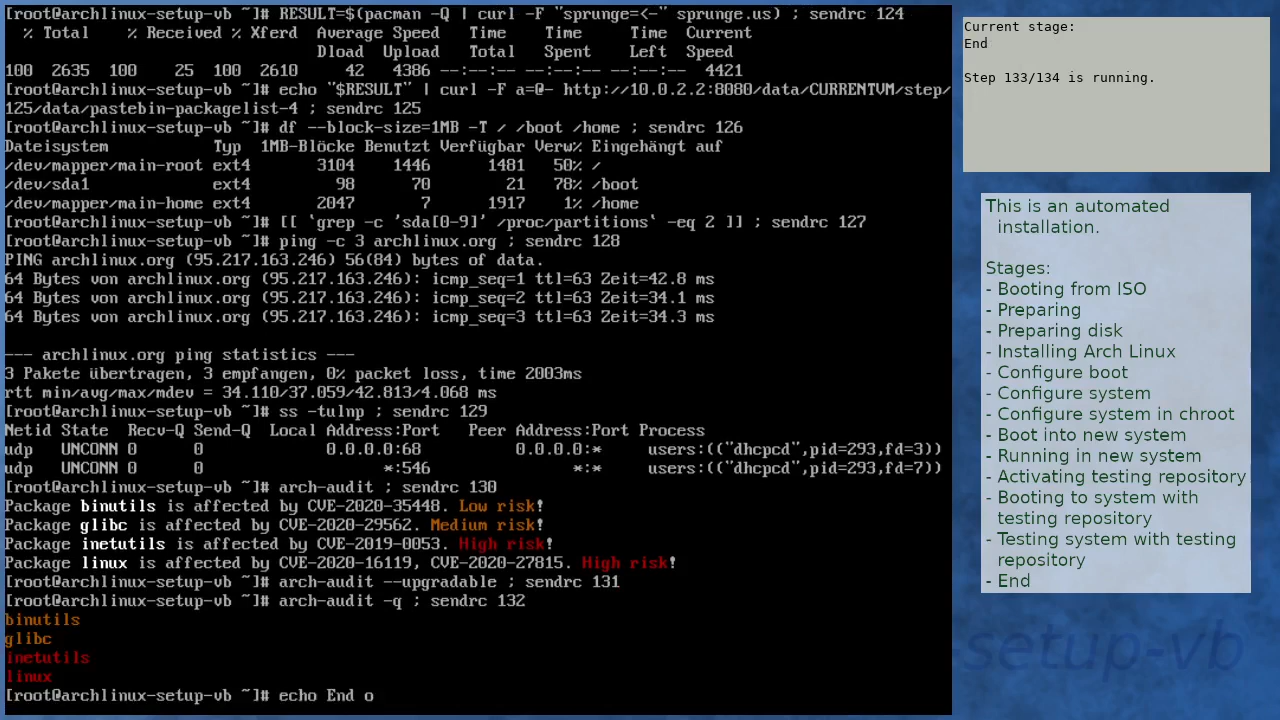 [root@archlinux-setup-vb ~]# RESULT=$(pacman -Q | curl -F "sprunge=<-" sprunge.us) ; sendrc 124
  % Total    % Received % Xferd  Average Speed   Time    Time     Time  Current
                                 Dload  Upload   Total   Spent    Left  Speed
100  2635  100    25  100  2610     42   4386 --:--:-- --:--:-- --:--:--  4421
[root@archlinux-setup-vb ~]# echo "$RESULT" | curl -F a=@- http://10.0.2.2:8080/data/CURRENTVM/step/
125/data/pastebin-packagelist-4 ; sendrc 125
[root@archlinux-setup-vb ~]# df --block-size=1MB -T / /boot /home ; sendrc 126
Dateisystem           Typ  1MB-Blöcke Benutzt Verfügbar Verw% Eingehängt auf
/dev/mapper/main-root ext4       3104    1446      1481   50% /
/dev/sda1             ext4         98      70        21   78% /boot
/dev/mapper/main-home ext4       2047       7      1917    1% /home
[root@archlinux-setup-vb ~]# [[ `grep -c 'sda[0-9]' /proc/partitions` -eq 2 ]] ; sendrc 127
[root@archlinux-setup-vb ~]# ping -c 3 archlinux.org ; sendrc 128
PING archlinux.org (95.217.163.246) 56(84) bytes of data.
64 Bytes von archlinux.org (95.217.163.246): icmp_seq=1 ttl=63 Zeit=42.8 ms
64 Bytes von archlinux.org (95.217.163.246): icmp_seq=2 ttl=63 Zeit=34.1 ms
64 Bytes von archlinux.org (95.217.163.246): icmp_seq=3 ttl=63 Zeit=34.3 ms
--- archlinux.org ping statistics ---
3 Pakete übertragen, 3 empfangen, 0% packet loss, time 2003ms
rtt min/avg/max/mdev = 34.110/37.059/42.813/4.068 ms
[root@archlinux-setup-vb ~]# ss -tulnp ; sendrc 129
Netid State  Recv-Q Send-Q  Local Address:Port   Peer Address:Port Process
udp   UNCONN 0      0             0.0.0.0:68          0.0.0.0:*     users:(("dhcpcd",pid=293,fd=3))
udp   UNCONN 0      0                   *:546               *:*     users:(("dhcpcd",pid=293,fd=7))
[root@archlinux-setup-vb ~]# arch-audit ; sendrc 130
Package binutils is affected by CVE-2020-35448. Low risk!
Package glibc is affected by CVE-2020-29562. Medium risk!
Package inetutils is affected by CVE-2019-0053. High risk!
Package linux is affected by CVE-2020-16119, CVE-2020-27815. High risk!
[root@archlinux-setup-vb ~]# arch-audit --upgradable ; sendrc 131
[root@archlinux-setup-vb ~]# arch-audit -q ; sendrc 132
binutils
glibc
inetutils
linux
[root@archlinux-setup-vb ~]# echo End o
Current stage:
End
Step 133/134 is running.
This is an automated
installation.
Stages:
- Booting from ISO
- Preparing
- Preparing disk
- Installing Arch Linux
- Configure boot
- Configure system
- Configure system in chroot
- Boot into new system
- Running in new system
- Activating testing repository
- Booting to system with
testing repository
- Testing system with testing
repository
- End
setup-vb